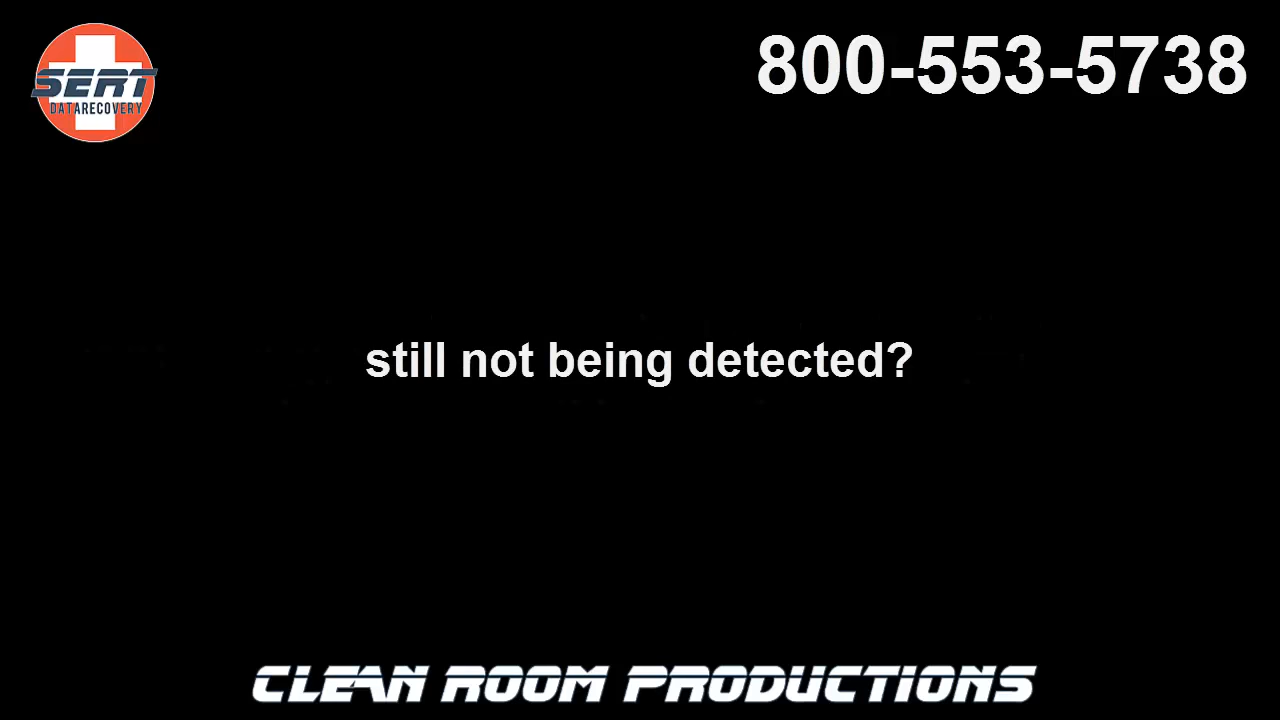 SERT
DATARECOVERY
800-553-5738
still not being detected?
CLEAN ROOM PRODUCTIONS